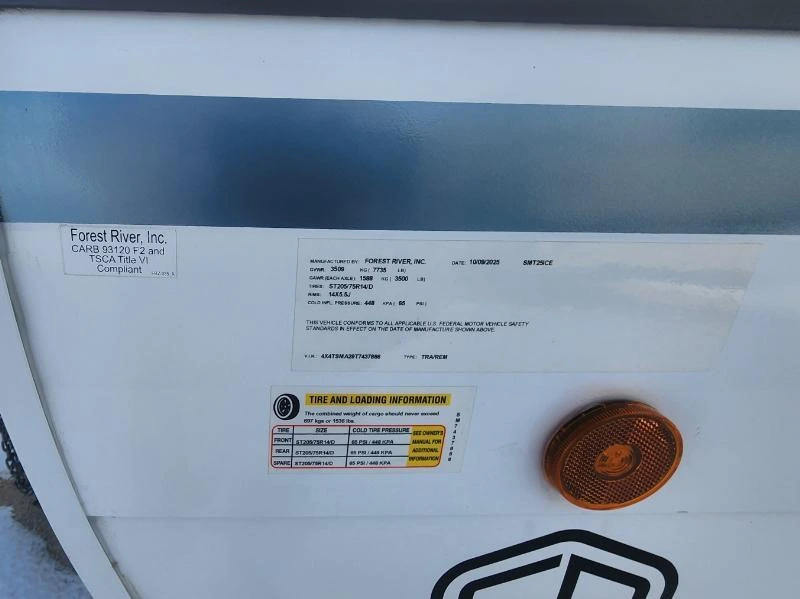 Forest River, Inc.
CARB 93120 P2 and
TSCA Title VI
Compliant
MANUFACTURED BY: FOREST RIVER, INC. DATE: 10/09/2025 SMT25ICE
GVWR: 3509 KG ( 7735 LB)
GAWR (EACH AXLE) 1588 KG ( 3500 LB)
TIRES: ST205/75R14/D
RIMS: 14X5.5J
COLD INFL. PRESSURE: 448 KPA ( 65 PSI)
THIS VEHICLE CONFORMS TO ALL APPLICABLE U.S. FEDERAL MOTOR VEHICLE SAFETY
STANDARDS IN EFFECT ON THE DATE OF MANUFACTURE SHOWN ABOVE.
V.I.N.: 4X4TSMA29T7437886 TYPE: TRA/REM
TIRE AND LOADING INFORMATION
The combined weight of cargo should never exceed
697 kgs or 1536 lbs.
TIRE SIZE COLD TIRE PRESSURE
FRONT ST205/75R14/D 65 PSI / 448 KPA
REAR ST205/75R14/D 65 PSI / 448 KPA
SPARE ST205/75R14/D 65 PSI / 448 KPA
SEE OWNER'S
MANUAL FOR
ADDITIONAL
INFORMATION
SM7437886